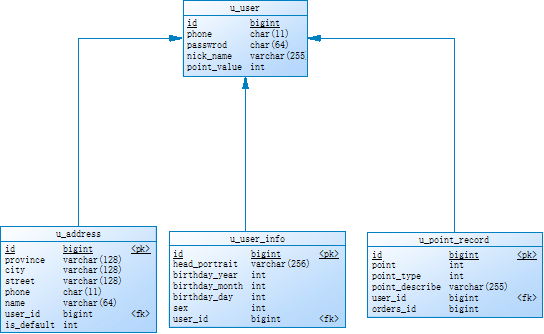 u_user
id bigint <pk>
phone char(11)
passwrod char(64)
nick_name varchar(255
point_value int
u_address
id bigint <pk>
province varchar(128)
city varchar(128)
street varchar(128)
phone char(11)
name varchar(64)
user_id bigint <fk>
is_default int
u_user_info
id bigint <pk>
head_portrait varchar(256)
birthday_year int
birthday_month int
birthday_day int
sex int
user_id bigint <fk>
u_point_record
id bigint <pk>
point int
point_type int
point_describe varchar(255)
user_id bigint <fk>
orders_id bigint